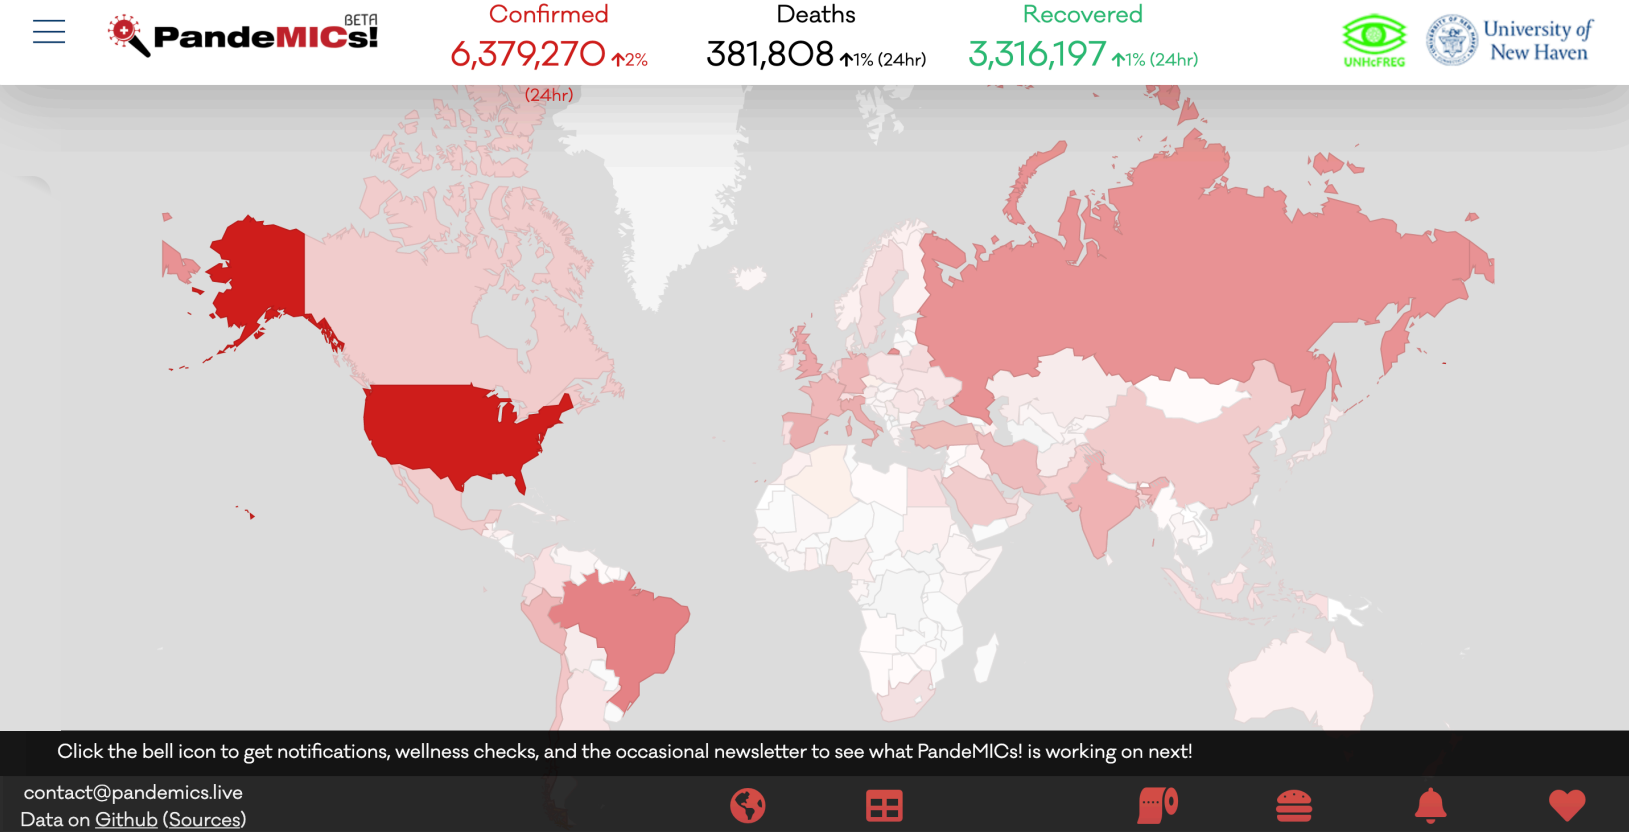 BETA
PandeMICs!
Confirmed
6,379,270 ↑2%
(24hr)
Deaths
381,808 ↑1% (24hr)
Recovered
3,316,197 ↑1% (24hr)
UNHcFREG
University of
New Haven
Click the bell icon to get notifications, wellness checks, and the occasional newsletter to see what PandeMICs! is working on next!
contact@pandemics.live
Data on Github (Sources)